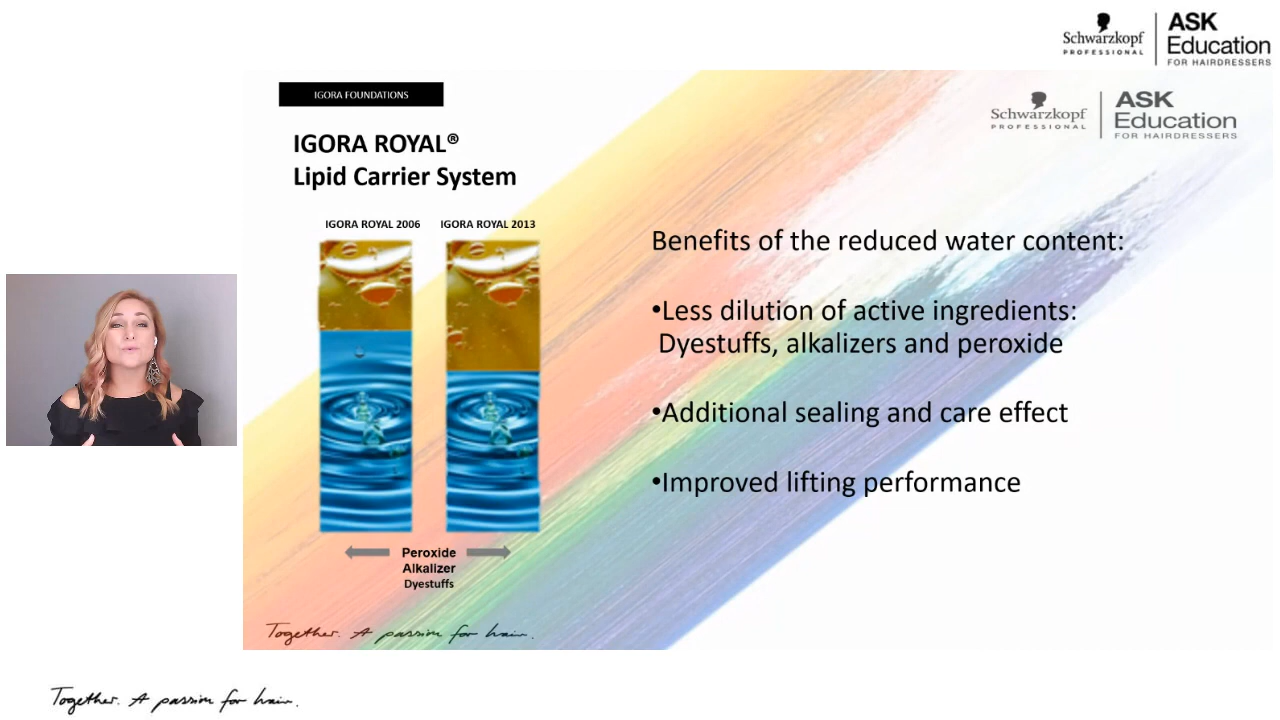 Schwarzkopf
PROFESSIONAL
ASK
Education
FOR HAIRDRESSERS
IGORA FOUNDATIONS
Schwarzkopf
PROFESSIONAL
ASK
Education
FOR HAIRDRESSERS
IGORA ROYAL®
Lipid Carrier System
IGORA ROYAL 2006
IGORA ROYAL 2013
Benefits of the reduced water content:
•Less dilution of active ingredients:
Dyestuffs, alkalizers and peroxide
•Additional sealing and care effect
•Improved lifting performance
Peroxide
Alkalizer
Dyestuffs
Together. A passion for hair.
Together. A passion for hair.